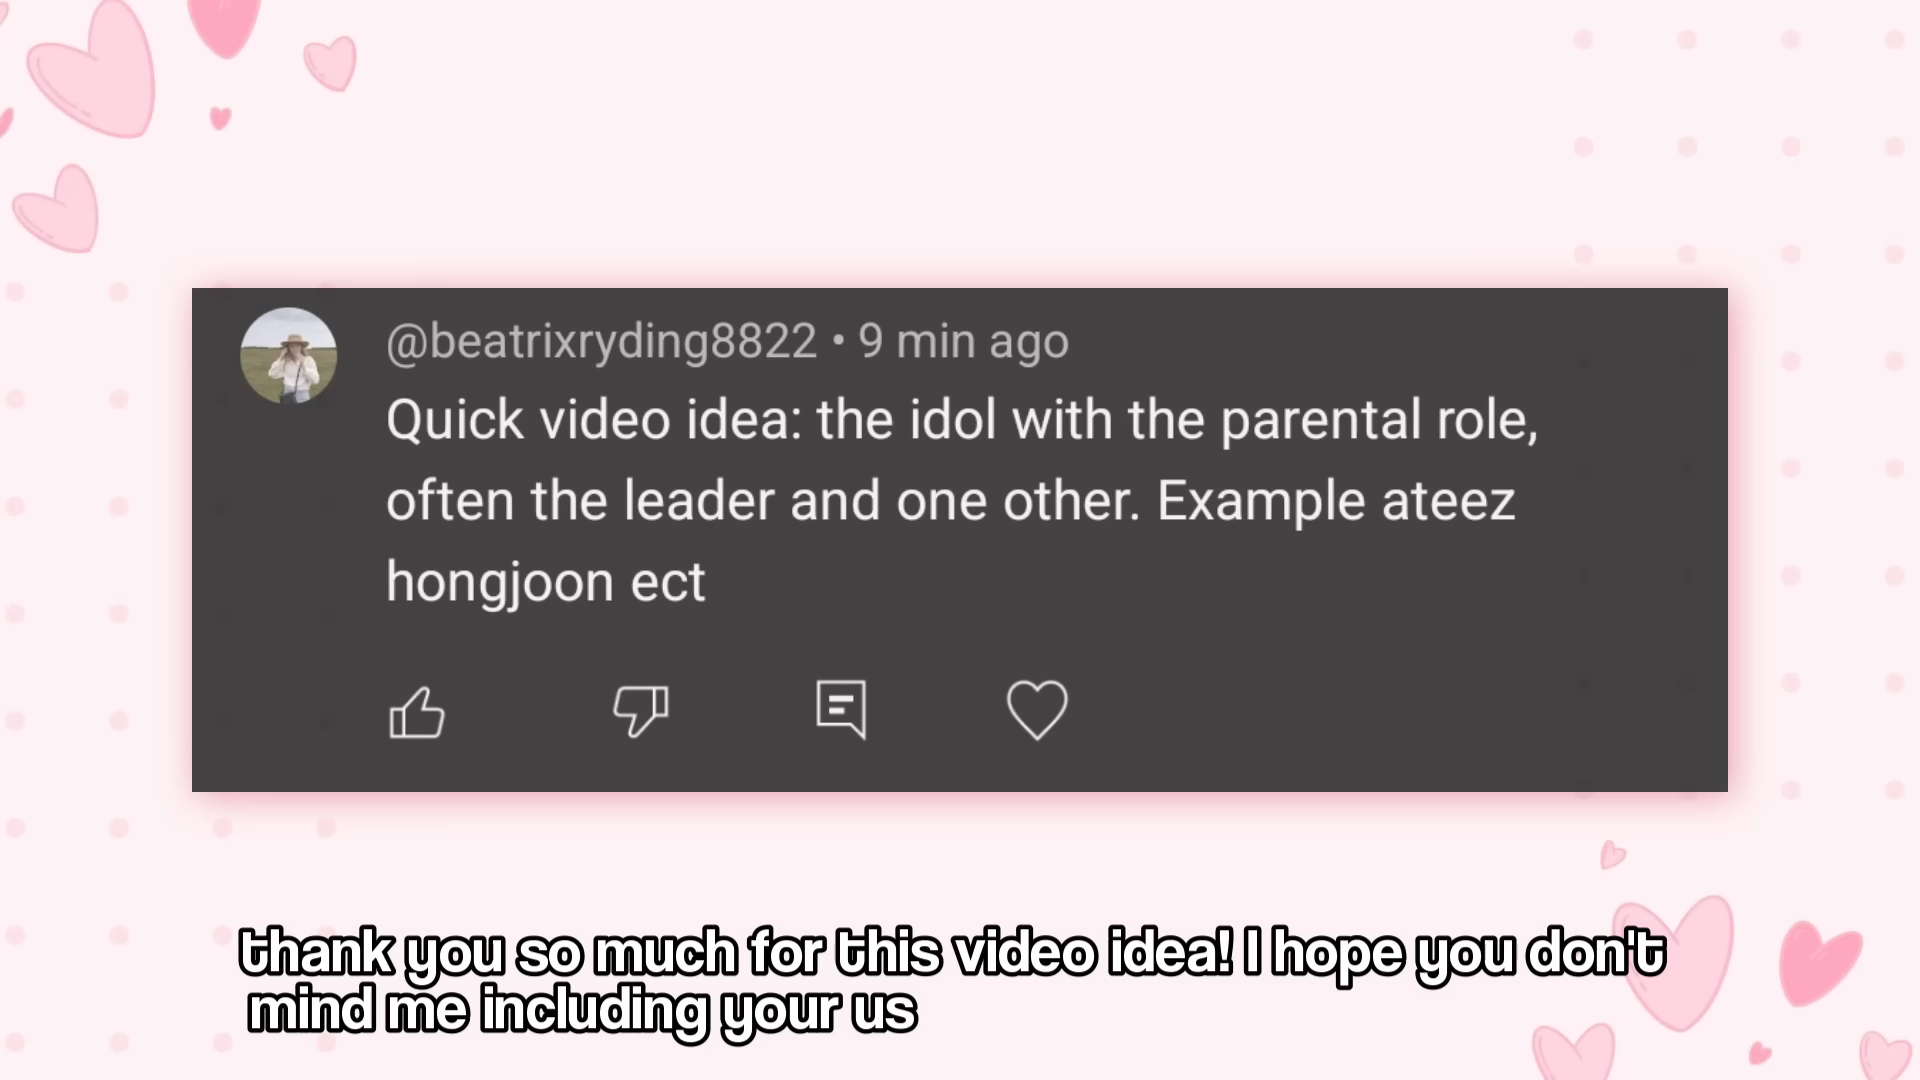 @beatrixryding8822 • 9 min ago
Quick video idea: the idol with the parental role,
often the leader and one other. Example ateez
hongjoon ect
thank you so much for this video idea! I hope you don't
mind me including your us